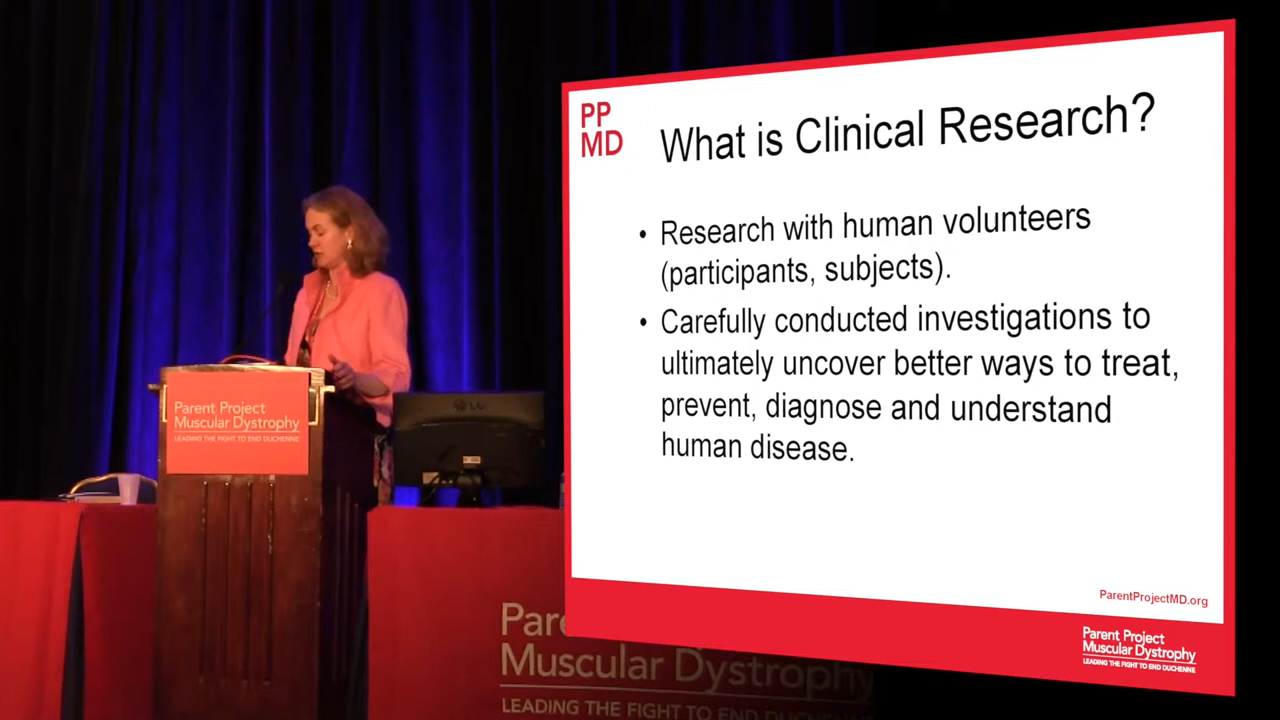 PP
MD
What is Clinical Research?
• Research with human volunteers
(participants, subjects).
• Carefully conducted investigations to
ultimately uncover better ways to treat,
prevent, diagnose and understand
human disease.
ParentProjectMD.org
Parent Project
Muscular Dystrophy
LEADING THE FIGHT TO END DUCHENNE
Parent Project
Muscular Dystrophy
LEADING THE FIGHT TO END DUCHENNE
LG
Pare
Muscular Dystrophy
LEADING THE FIGHT TO END DUCHENNE